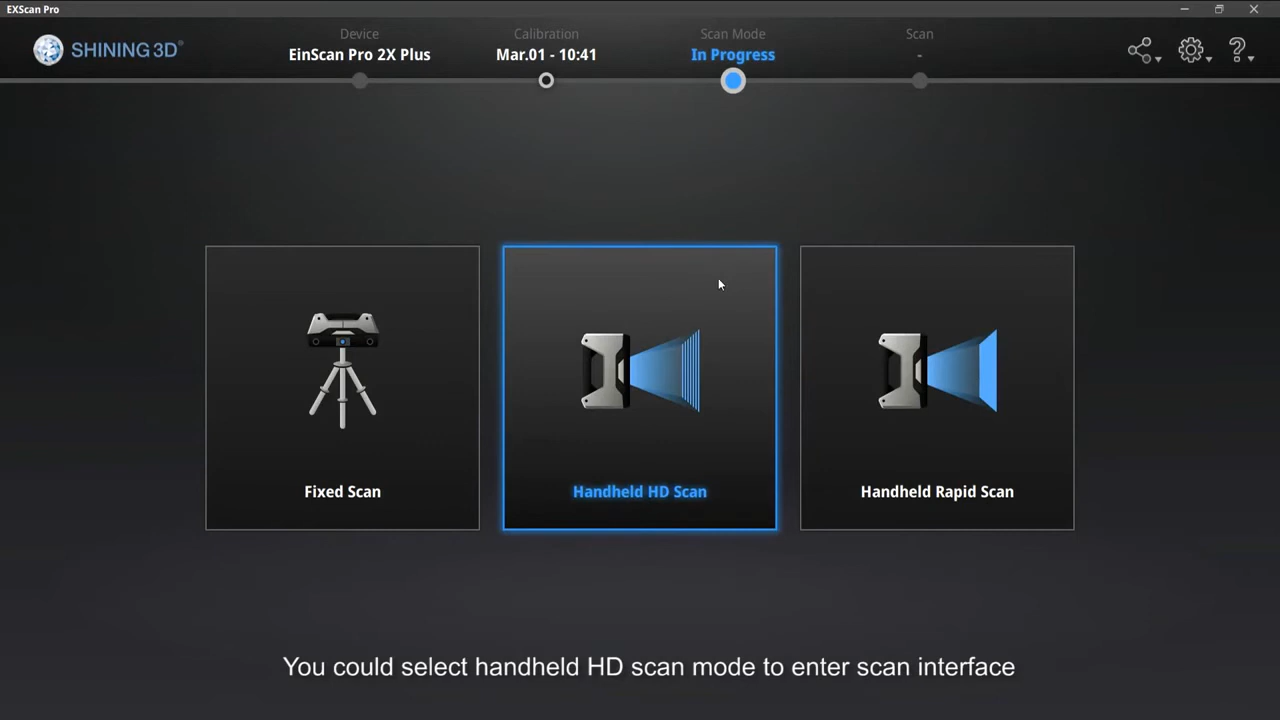 EXScan Pro
SHINING 3D®
Device
EinScan Pro 2X Plus
Calibration
Mar.01 - 10:41
Scan Mode
In Progress
Scan
-
Fixed Scan
Handheld HD Scan
Handheld Rapid Scan
You could select handheld HD scan mode to enter scan interface